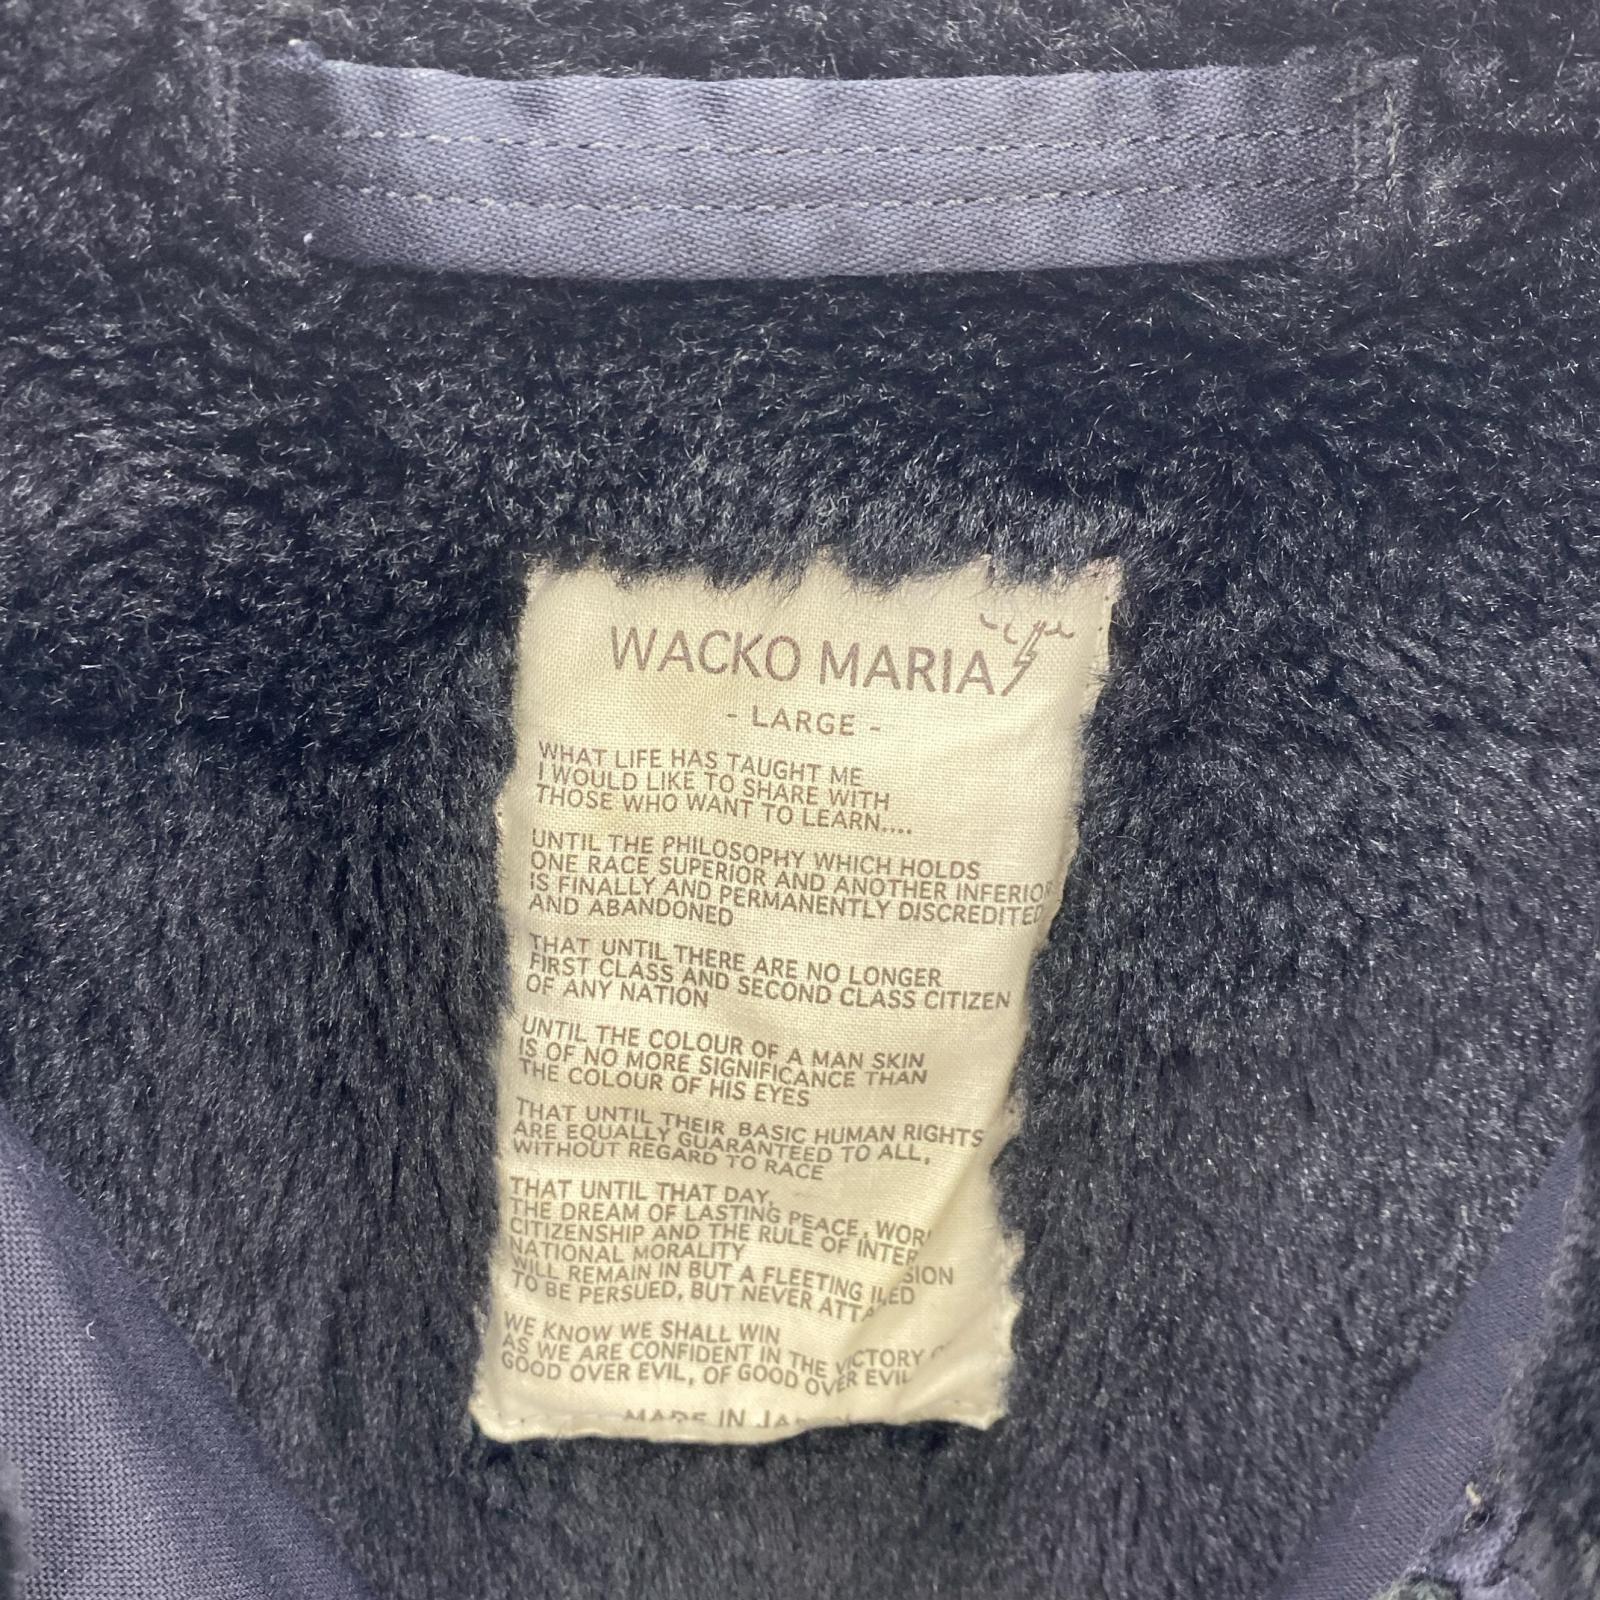 WACKO MARIA
- LARGE -
WHAT LIFE HAS TAUGHT ME
I WOULD LIKE TO SHARE WITH
THOSE WHO WANT TO LEARN....
UNTIL THE PHILOSOPHY WHICH HOLDS
ONE RACE SUPERIOR AND ANOTHER INFERIOR
IS FINALLY AND PERMANENTLY DISCREDITED
AND ABANDONED
THAT UNTIL THERE ARE NO LONGER
FIRST CLASS AND SECOND CLASS CITIZEN
OF ANY NATION
UNTIL THE COLOUR OF A MAN SKIN
IS OF NO MORE SIGNIFICANCE THAN
THE COLOUR OF HIS EYES
THAT UNTIL THEIR BASIC HUMAN RIGHTS
ARE EQUALLY GUARANTEED TO ALL,
WITHOUT REGARD TO RACE
THAT UNTIL THAT DAY,
THE DREAM OF LASTING PEACE,
CITIZENSHIP AND THE RULE OF INTER
NATIONAL MORALITY
WILL REMAIN IN BUT A FLEETING
TO BE PERSUED, BUT NEVER
WE KNOW WE SHALL WIN
AS WE ARE CONFIDENT IN THE VICTORY
GOOD OVER EVIL, OF GOOD OVER EVIL
MADE IN JAPAN